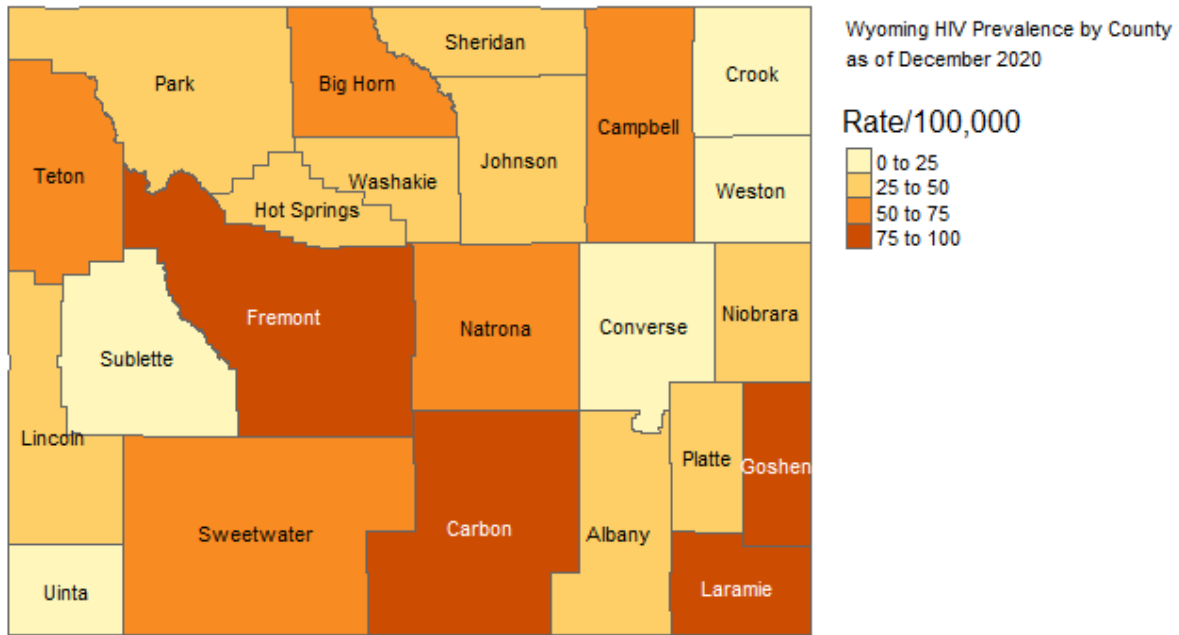 Wyoming HIV Prevalence by County
as of December 2020
Rate/100,000
0 to 25
25 to 50
50 to 75
75 to 100
Sheridan
Park
Big Horn
Crook
Campbell
Teton
Johnson
Washakie
Weston
Hot Springs
Fremont
Natrona
Converse
Niobrara
Sublette
Lincoln
Platte
Goshen
Sweetwater
Carbon
Albany
Uinta
Laramie